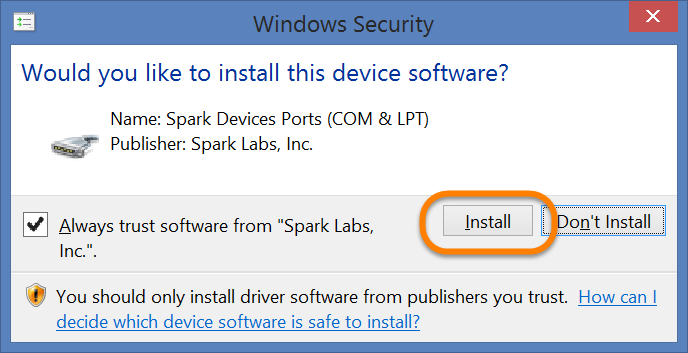 Windows Security
Would you like to install this device software?
Name: Spark Devices Ports (COM & LPT)
Publisher: Spark Labs, Inc.
Always trust software from "Spark Labs,
Inc.".
Install
Don't Install
You should only install driver software from publishers you trust. How can I
decide which device software is safe to install?